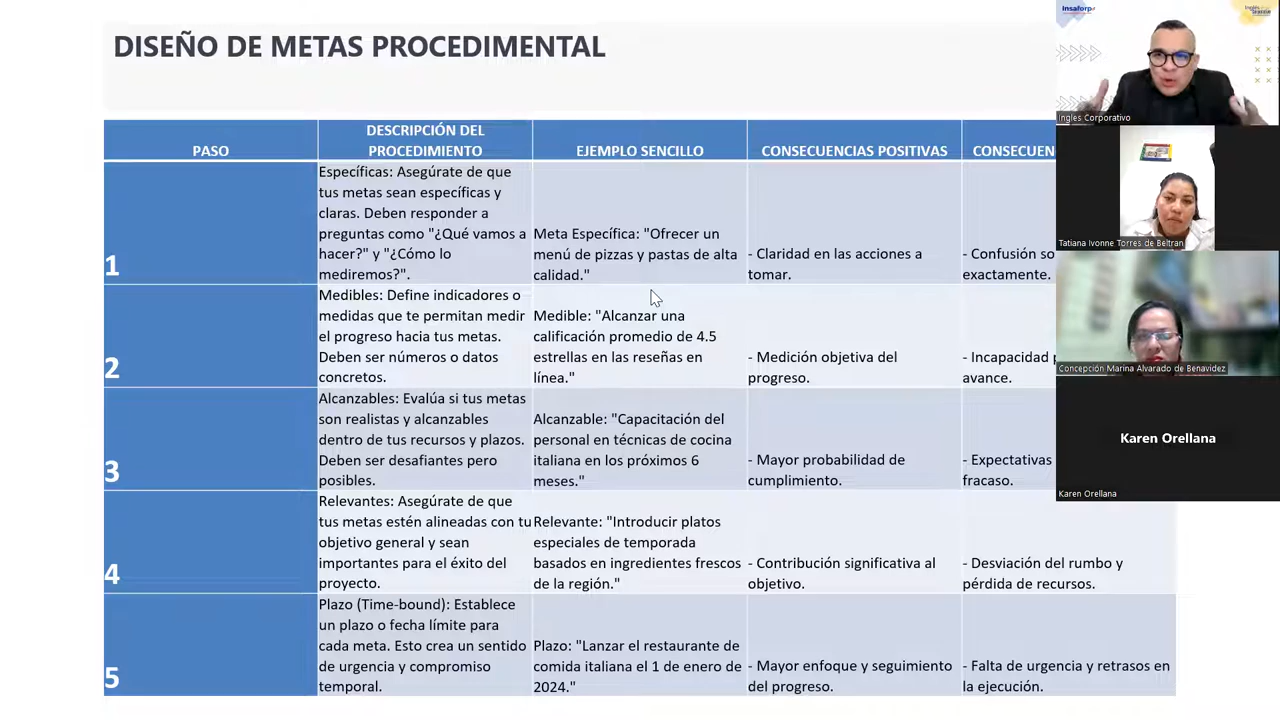 DISEÑO DE METAS PROCEDIMENTAL
PASO
DESCRIPCIÓN DEL
PROCEDIMIENTO
EJEMPLO SENCILLO
CONSECUENCIAS POSITIVAS
CONSECUEN
1
Específicas: Asegúrate de que
tus metas sean específicas y
claras. Deben responder a
preguntas como "¿Qué vamos a
hacer?" y "¿Cómo lo
mediremos?".
Meta Específica: "Ofrecer un
menú de pizzas y pastas de alta
calidad."
- Claridad en las acciones a
tomar.
- Confusión so
exactamente.
2
Medibles: Define indicadores o
medidas que te permitan medir
el progreso hacia tus metas.
Deben ser números o datos
concretos.
Medible: "Alcanzar una
calificación promedio de 4.5
estrellas en las reseñas en
línea."
- Medición objetiva del
progreso.
- Incapacidad
avance.
3
Alcanzables: Evalúa si tus metas
son realistas y alcanzables
dentro de tus recursos y plazos.
Deben ser desafiantes pero
posibles.
Alcanzable: "Capacitación del
personal en técnicas de cocina
italiana en los próximos 6
meses."
- Mayor probabilidad de
cumplimiento.
- Expectativas
fracaso.
4
Relevantes: Asegúrate de que
tus metas estén alineadas con tu
objetivo general y sean
importantes para el éxito del
proyecto.
Relevante: "Introducir platos
especiales de temporada
basados en ingredientes frescos
de la región."
- Contribución significativa al
objetivo.
- Desviación del rumbo y
pérdida de recursos.
5
Plazo (Time-bound): Establece
un plazo o fecha límite para
cada meta. Esto crea un sentido
de urgencia y compromiso
temporal.
Plazo: "Lanzar el restaurante de
comida italiana el 1 de enero de
2024."
- Mayor enfoque y seguimiento
del progreso.
- Falta de urgencia y retrasos en
la ejecución.
insaforp
Ingles Corporativo
Tatiana Ivonne Torres de Beltran
Concepción Marina Alvarado de Benavidez
Karen Orellana
Karen Orellana